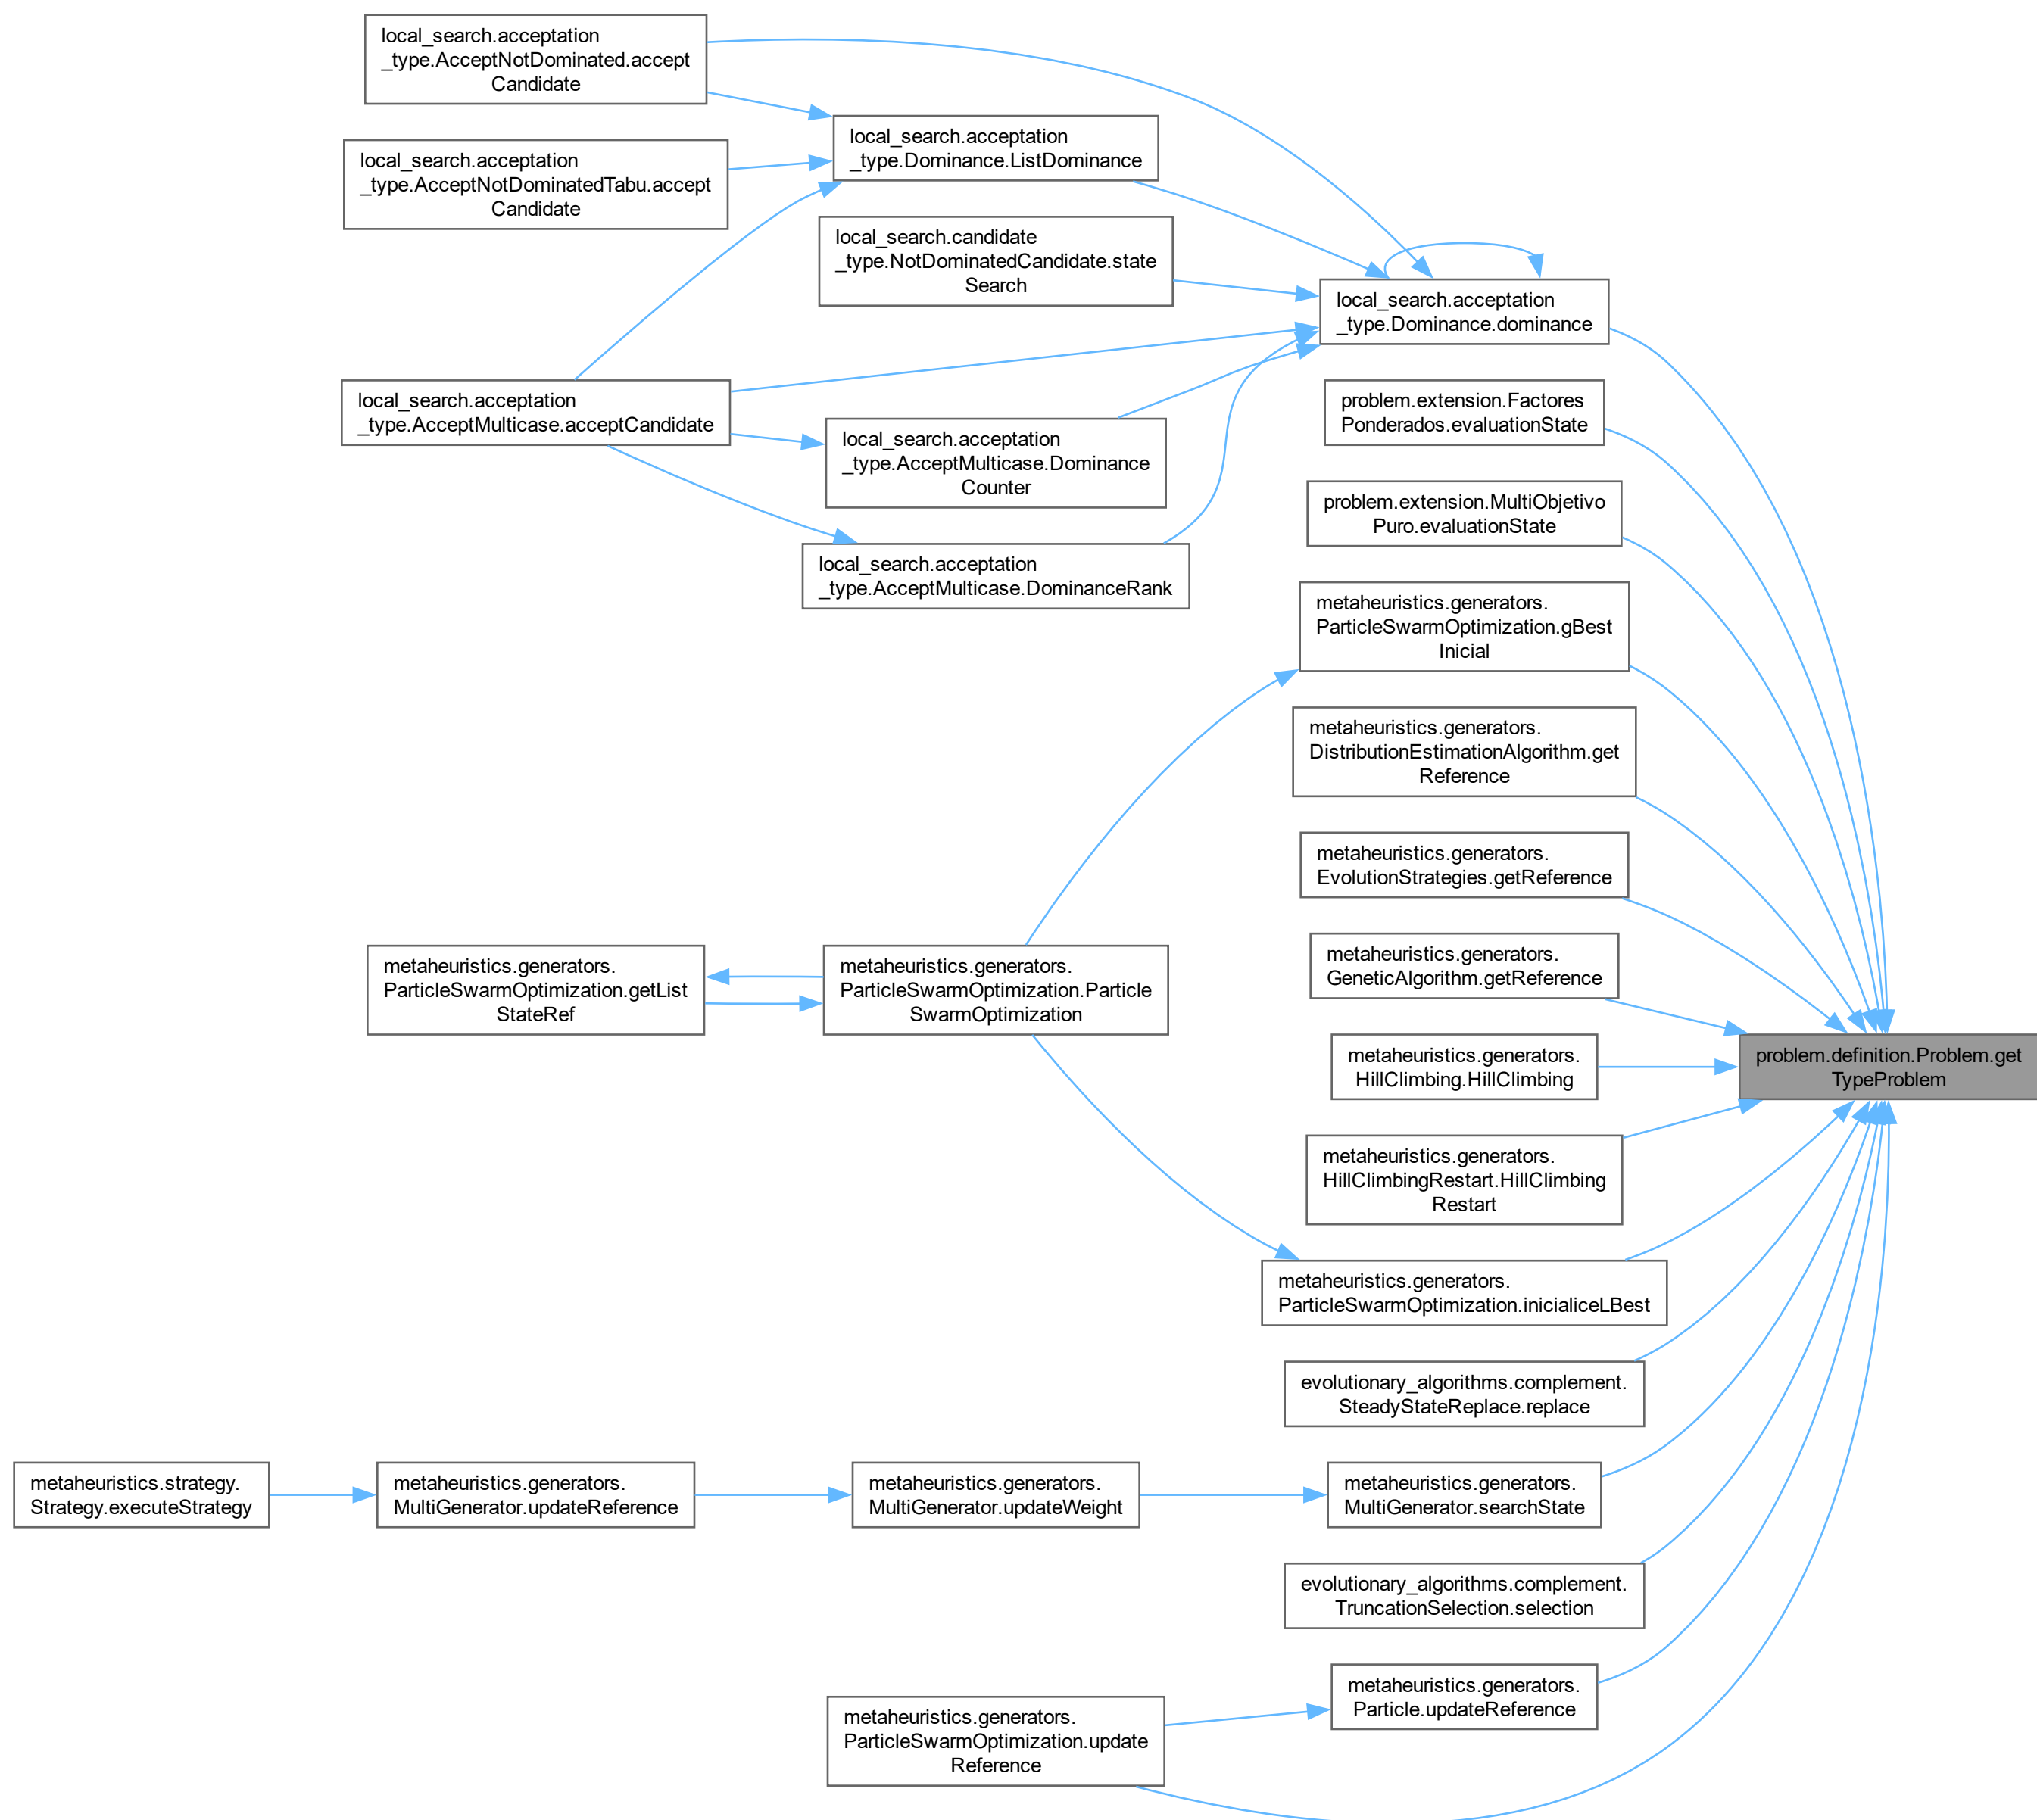 local_search.acceptation
_type.AcceptNotDominated.accept
Candidate
local_search.acceptation
_type.Dominance.ListDominance
local_search.acceptation
_type.AcceptNotDominatedTabu.accept
Candidate
local_search.candidate
_type.NotDominatedCandidate.state
Search
local_search.acceptation
_type.Dominance.dominance
local_search.acceptation
_type.AcceptMulticase.acceptCandidate
problem.extension.Factores
Ponderados.evaluationState
local_search.acceptation
_type.AcceptMulticase.Dominance
Counter
problem.extension.MultiObjetivo
Puro.evaluationState
local_search.acceptation
_type.AcceptMulticase.DominanceRank
metaheuristics.generators.
ParticleSwarmOptimization.gBest
Inicial
metaheuristics.generators.
DistributionEstimationAlgorithm.get
Reference
metaheuristics.generators.
EvolutionStrategies.getReference
metaheuristics.generators.
GeneticAlgorithm.getReference
metaheuristics.generators.
ParticleSwarmOptimization.getList
StateRef
metaheuristics.generators.
ParticleSwarmOptimization.Particle
SwarmOptimization
metaheuristics.generators.
HillClimbing.HillClimbing
problem.definition.Problem.get
TypeProblem
metaheuristics.generators.
HillClimbingRestart.HillClimbing
Restart
metaheuristics.generators.
ParticleSwarmOptimization.inicialiceLBest
evolutionary_algorithms.complement.
SteadyStateReplace.replace
metaheuristics.strategy.
Strategy.executeStrategy
metaheuristics.generators.
MultiGenerator.updateReference
metaheuristics.generators.
MultiGenerator.updateWeight
metaheuristics.generators.
MultiGenerator.searchState
evolutionary_algorithms.complement.
TruncationSelection.selection
metaheuristics.generators.
Particle.updateReference
metaheuristics.generators.
ParticleSwarmOptimization.update
Reference